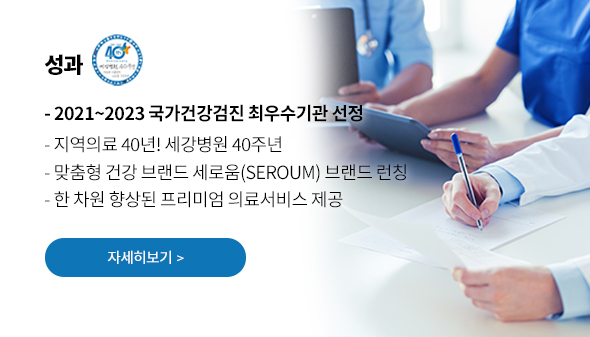 성과
40
- 2021~2023 국가건강검진 최우수기관 선정
- 지역의료 40년! 세강병원 40주년
- 맞춤형 건강 브랜드 세로움(SEROUM) 브랜드 런칭
- 한 차원 향상된 프리미엄 의료서비스 제공
자세히보기 >